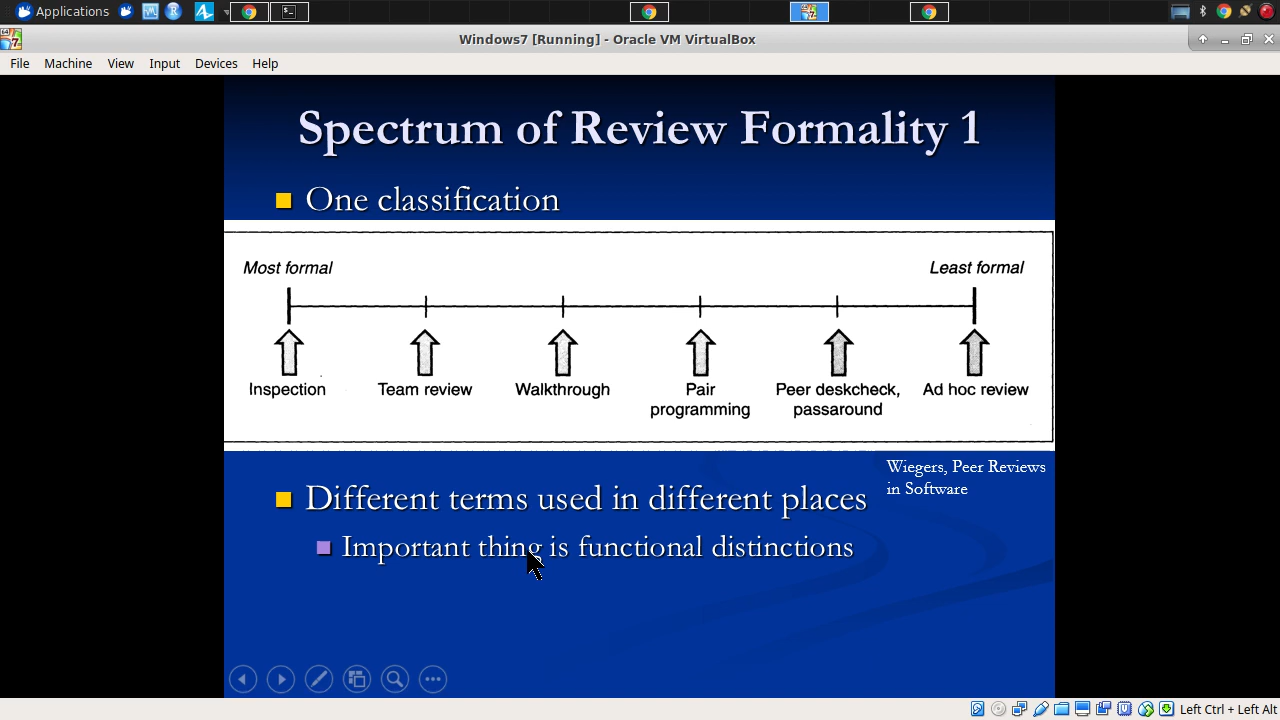 Applications
Windows7 [Running] - Oracle VM VirtualBox
File Machine View Input Devices Help
Spectrum of Review Formality 1
One classification
Most formal
Least formal
Inspection
Team review
Walkthrough
Pair
programming
Peer deskcheck,
passaround
Ad hoc review
Wiegers, Peer Reviews
in Software
Different terms used in different places
Important thing is functional distinctions
Left Ctrl + Left Alt